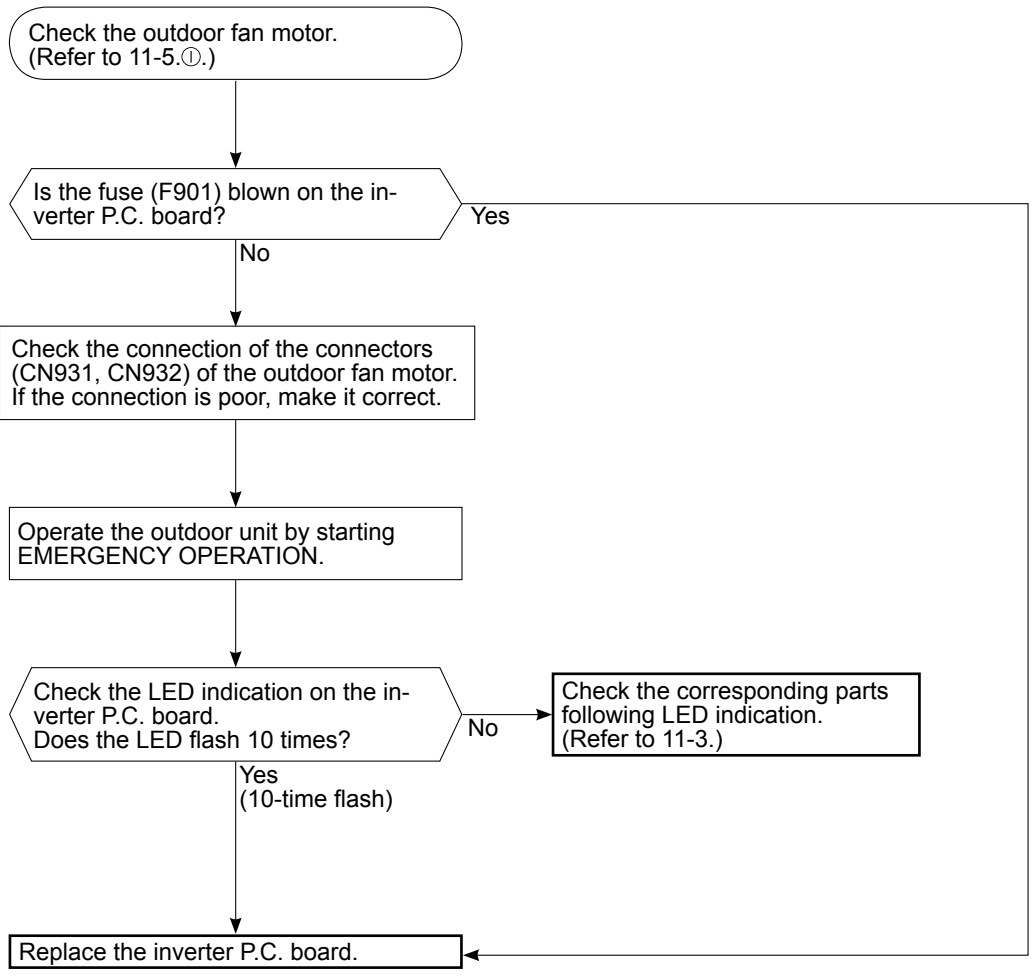 Check the outdoor fan motor.
(Refer to 11-5.Ⓘ.)
Is the fuse (F901) blown on the in-
verter P.C. board?
Yes
No
Check the connection of the connectors
(CN931, CN932) of the outdoor fan motor.
If the connection is poor, make it correct.
Operate the outdoor unit by starting
EMERGENCY OPERATION.
Check the LED indication on the in-
verter P.C. board.
Does the LED flash 10 times?
No
Check the corresponding parts
following LED indication.
(Refer to 11-3.)
Yes
(10-time flash)
Replace the inverter P.C. board.